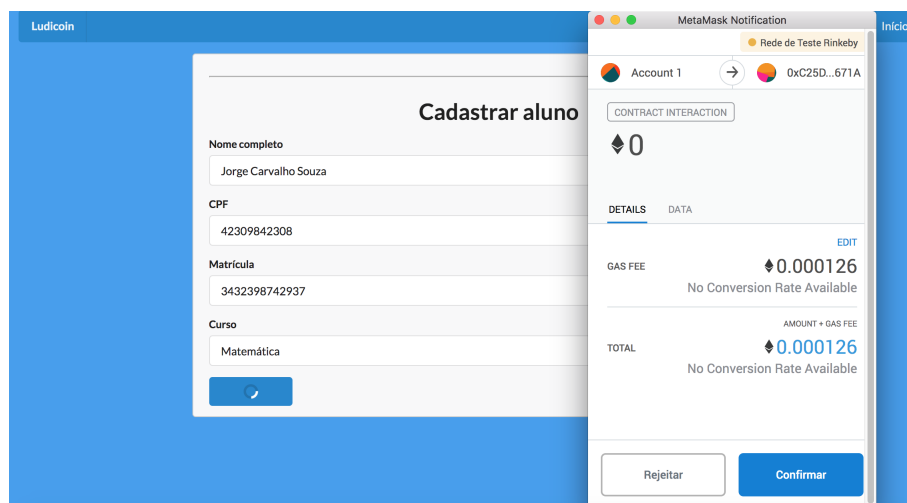 Ludicoin
Início
Cadastrar aluno
Nome completo
Jorge Carvalho Souza
CPF
42309842308
Matrícula
3432398742937
Curso
Matemática
MetaMask Notification
Rede de Teste Rinkeby
Account 1
0xC25D...671A
CONTRACT INTERACTION
0
DETAILS DATA
EDIT
GAS FEE 0.000126
No Conversion Rate Available
AMOUNT + GAS FEE
TOTAL 0.000126
No Conversion Rate Available
Rejeitar Confirmar